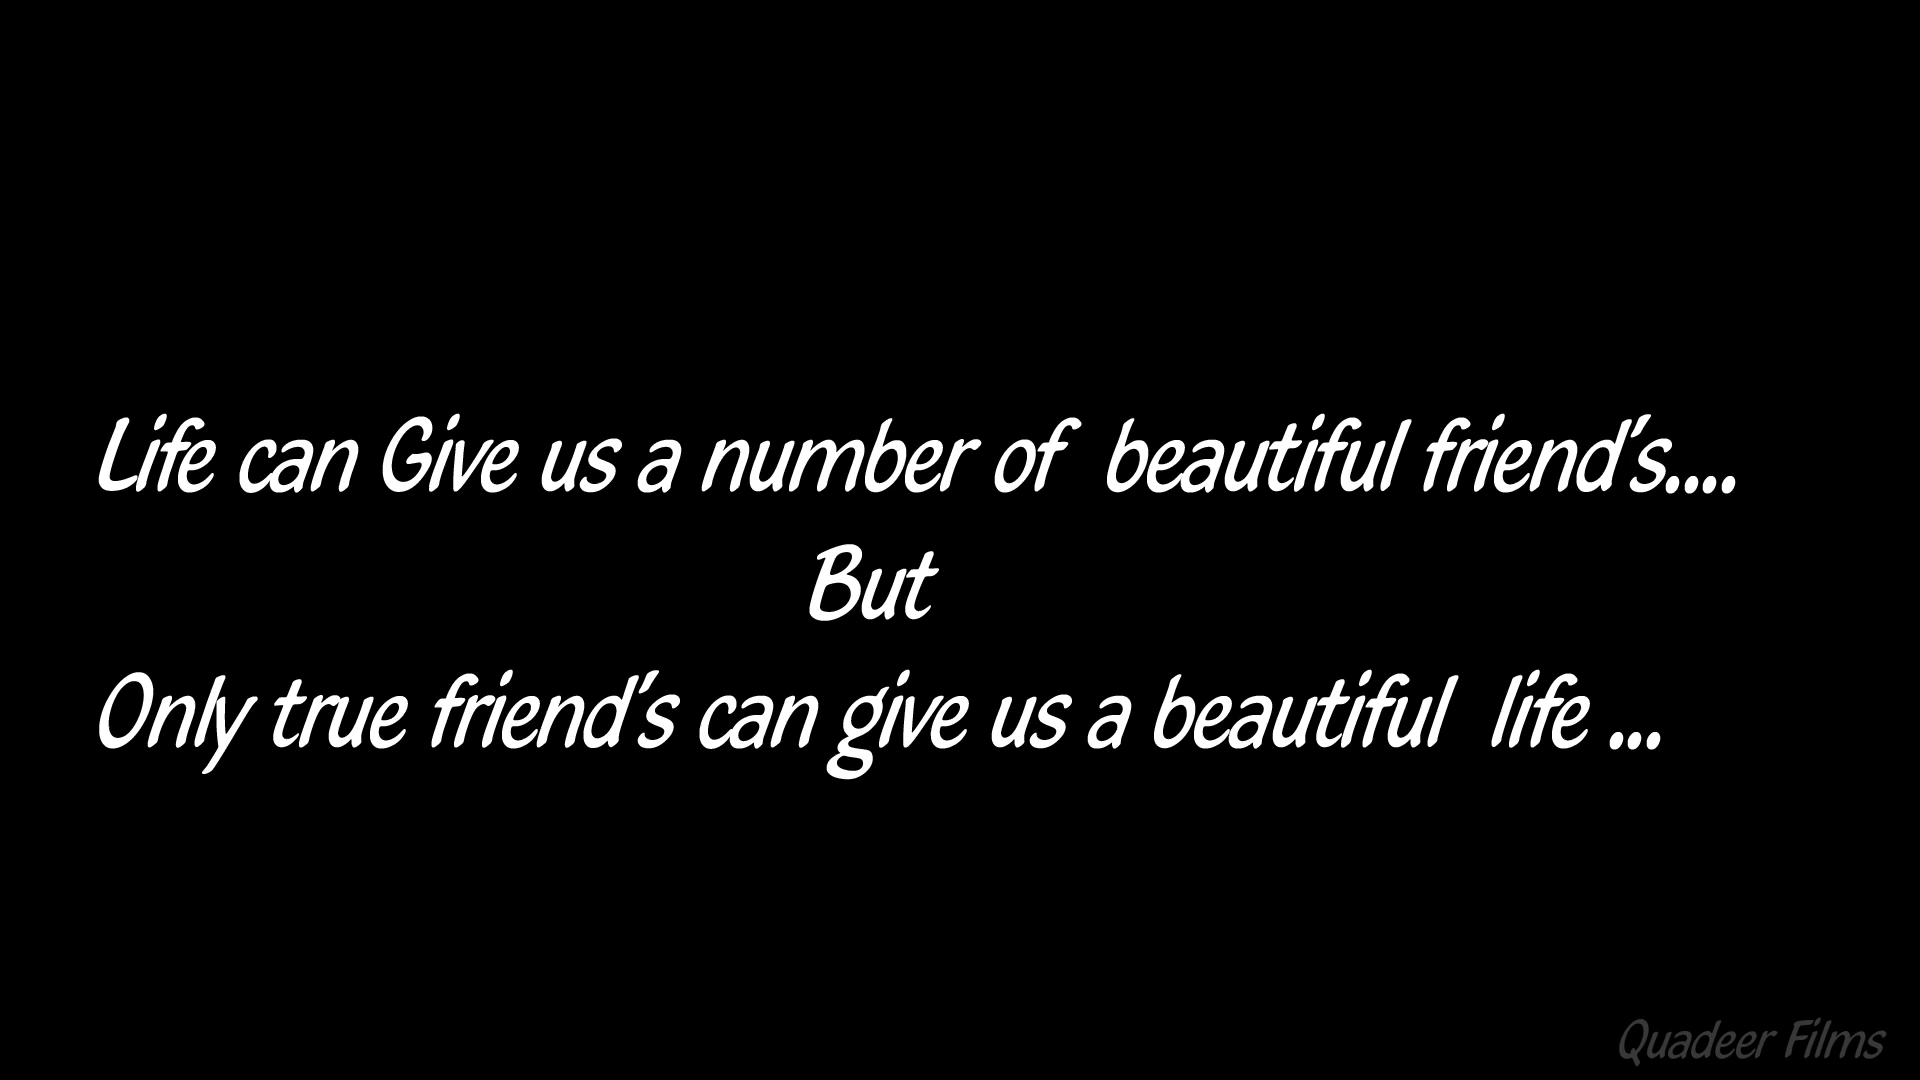 Life can Give us a number of beautiful friend's....
But
Only true friend's can give us a beautiful life ...
Quadeer Films